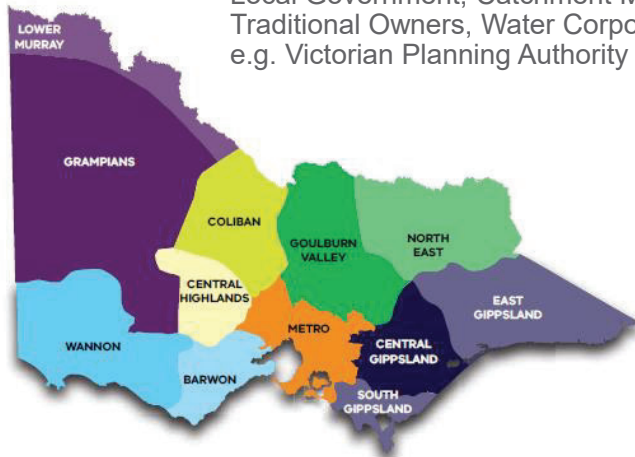 Traditional Owners, Water Corpo
e.g. Victorian Planning Authority
LOWER
MURRAY
GRAMPIANS
COLIBAN
GOULBURN
VALLEY
NORTH
EAST
CENTRAL
HIGHLANDS
EAST
GIPPSLAND
METRO
WANNON
CENTRAL
GIPPSLAND
BARWON
SOUTH
GIPPSLAND